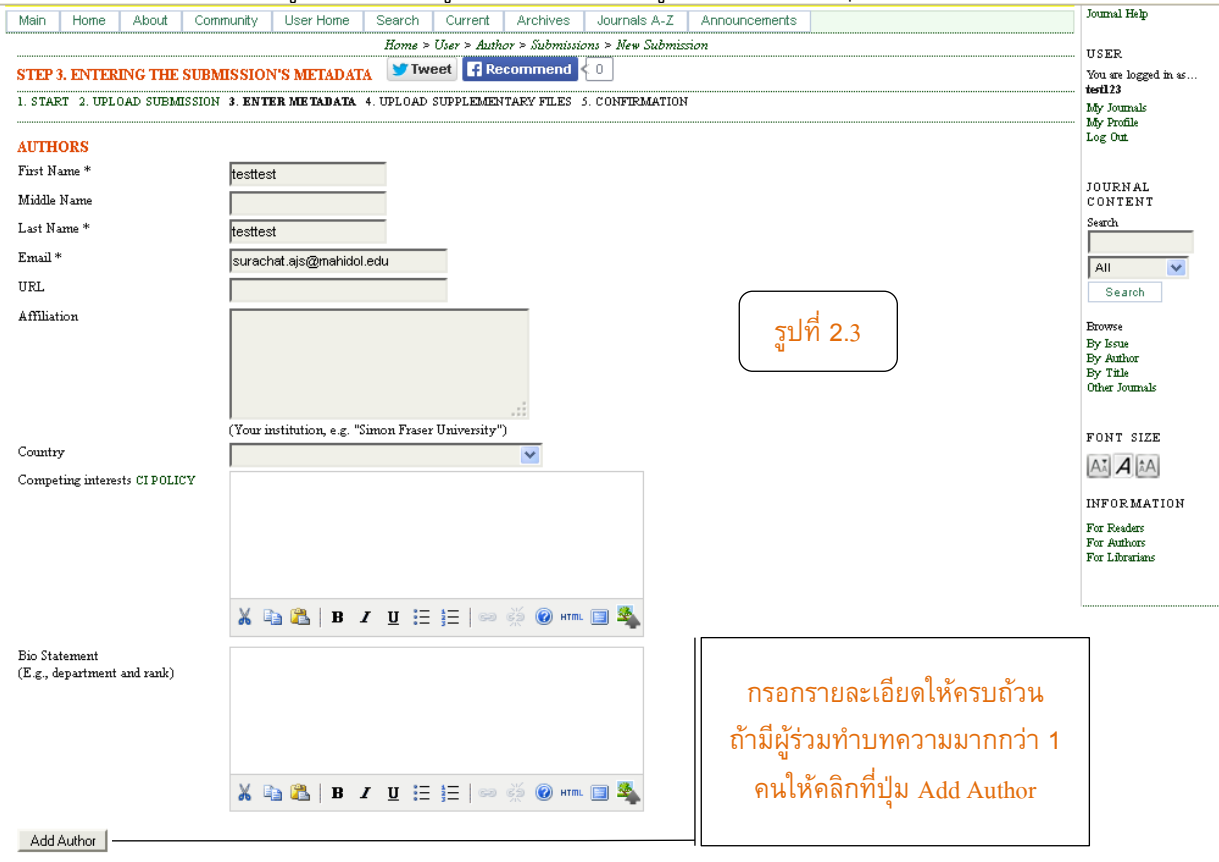 Main Home About Community User Home Search Current Archives Journals A-Z Announcements
Home > User > Author > Submissions > New Submission
STEP 3. ENTERING THE SUBMISSION'S METADATA
Tweet Recommend 0
1. START 2. UPLOAD SUBMISSION 3. ENTER METADATA 4. UPLOAD SUPPLEMENTARY FILES 5. CONFIRMATION
AUTHORS
First Name * testtest
Middle Name
Last Name * testtest
Email * surachat.ajs@mahidol.edu
URL
Affiliation
(Your institution, e.g. "Simon Fraser University")
Country
Competing interests CI POLICY
B I U HTML
Bio Statement
(E.g., department and rank)
B I U HTML
Add Author
รูปที่ 2.3
กรอกรายละเอียดให้ครบถ้วน
ถ้ามีผู้ร่วมทำบทความมากกว่า 1
คนให้คลิกที่ปุ่ม Add Author
Journal Help
USER
You are logged in as...
test123
My Journals
My Profile
Log Out
JOURNAL
CONTENT
Search
All
Search
Browse
By Issue
By Author
By Title
Other Journals
FONT SIZE
A A A
INFORMATION
For Readers
For Authors
For Librarians